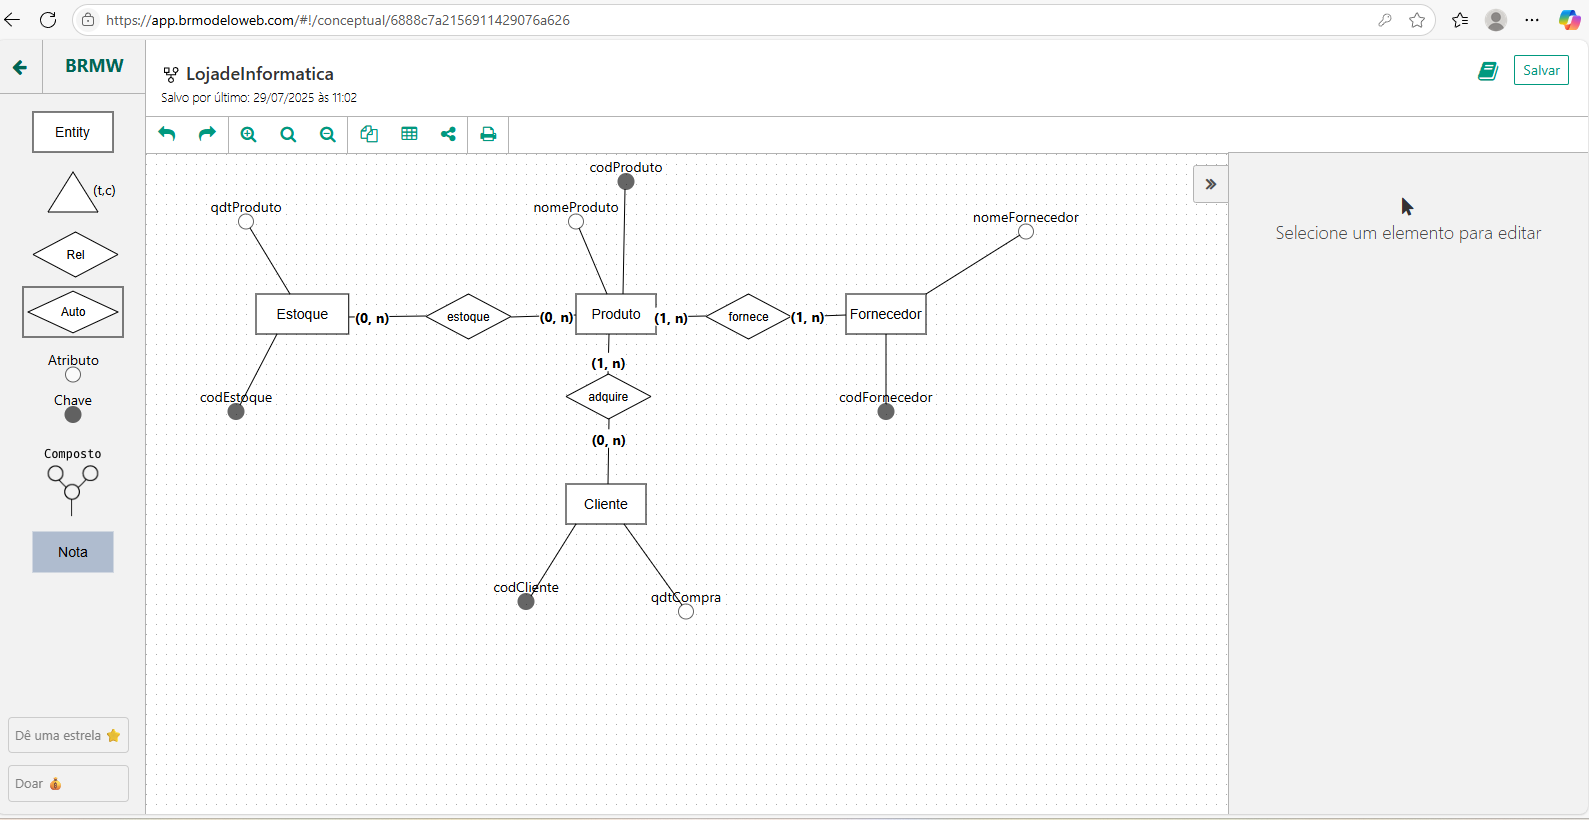 https://app.brmodeloweb.com/#!/conceptual/6888c7a2156911429076a626
BRMW
LojadeInformatica
Salvo por último: 29/07/2025 às 11:02
Salvar
Entity
(t,c)
Rel
Auto
Atributo
Chave
Composto
Nota
Dê uma estrela
Doar
codProduto
qdtProduto
nomeProduto
nomeFornecedor
Estoque
(0, n)
estoque
(0, n)
Produto
(1, n)
fornece
(1, n)
Fornecedor
(1, n)
codEstoque
adquire
codFornecedor
(0, n)
Cliente
codCliente
qdtCompra
Selecione um elemento para editar